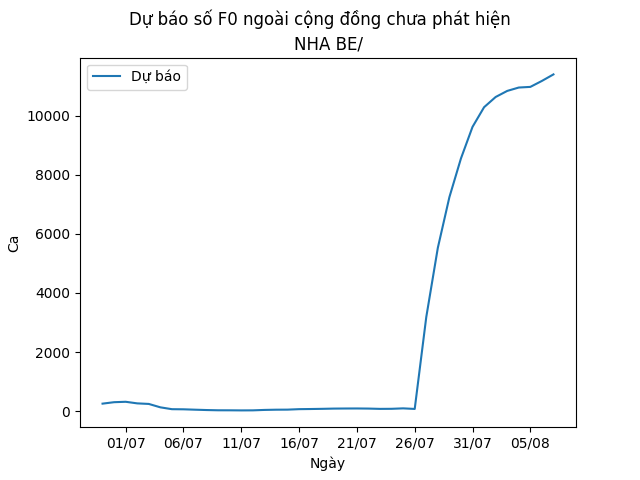 Dự báo số F0 ngoài cộng đồng chưa phát hiện
NHA BE/
Dự báo
10000
8000
6000
4000
2000
0
Ca
01/07 06/07 11/07 16/07 21/07 26/07 31/07 05/08
Ngày